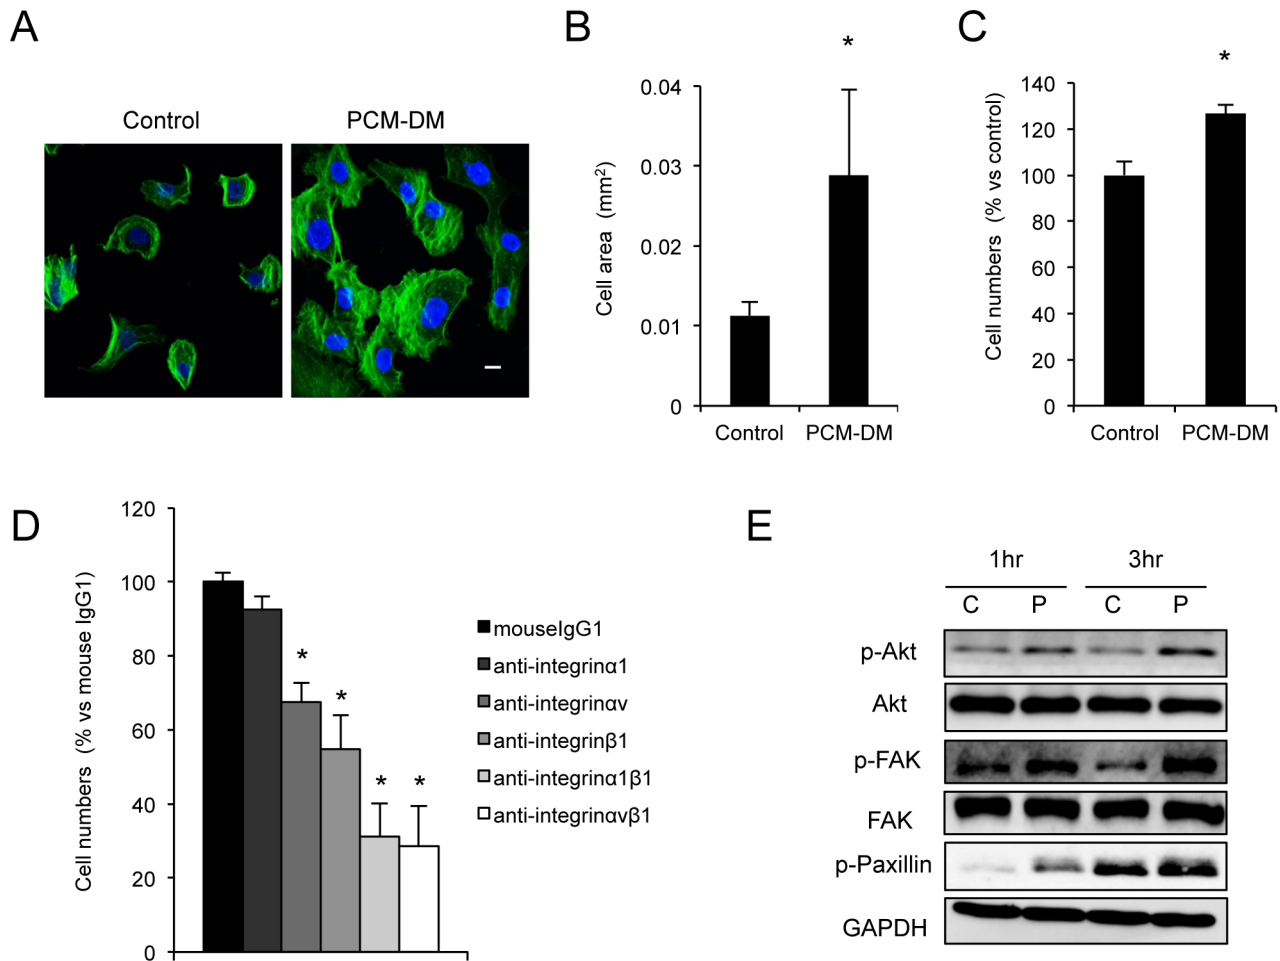 A
Control
PCM-DM
B
*
Cell area (mm²)
0.04
0.03
0.02
0.01
0
Control
PCM-DM
C
*
Cell numbers (% vs control)
140
120
100
80
60
40
20
0
Control
PCM-DM
D
Cell numbers (% vs mouse IgG1)
120
100
80
60
40
20
0
*
*
*
*
mouseIgG1
anti-integrinα1
anti-integrinαv
anti-integrinβ1
anti-integrinα1β1
anti-integrinαvβ1
E
1hr
3hr
C P C P
p-Akt
Akt
p-FAK
FAK
p-Paxillin
GAPDH